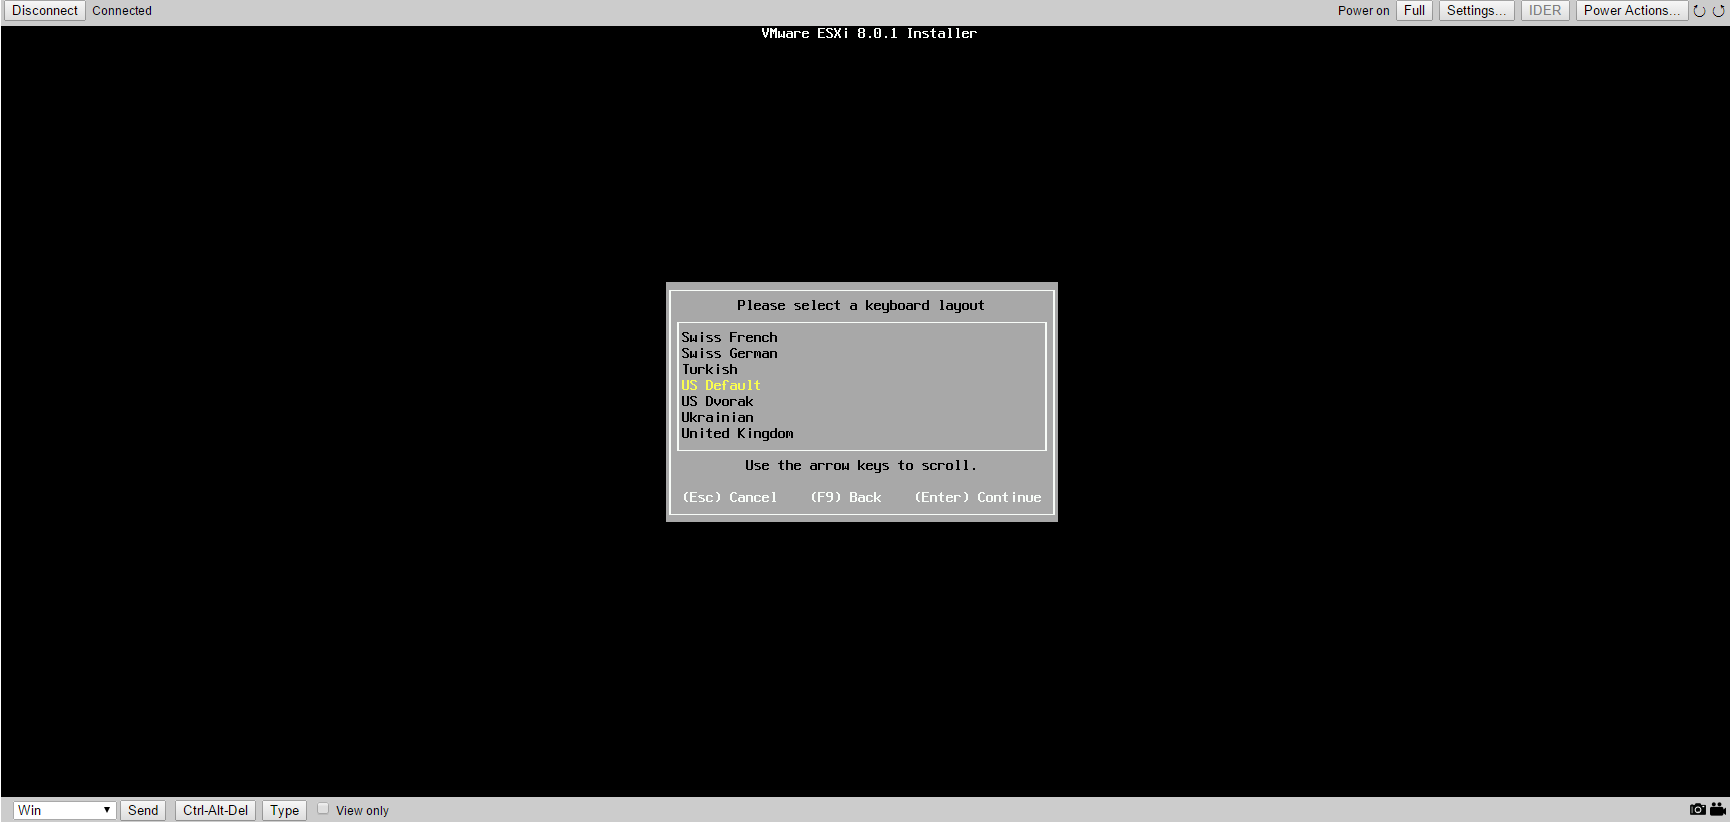 Disconnect Connected Power on Full Settings... IDER Power Actions...
VMware ESXi 8.0.1 Installer
Please select a keyboard layout
Swiss French
Swiss German
Turkish
US Default
US Dvorak
Ukrainian
United Kingdom
Use the arrow keys to scroll.
(Esc) Cancel (F9) Back (Enter) Continue
Win Send Ctrl-Alt-Del Type View only